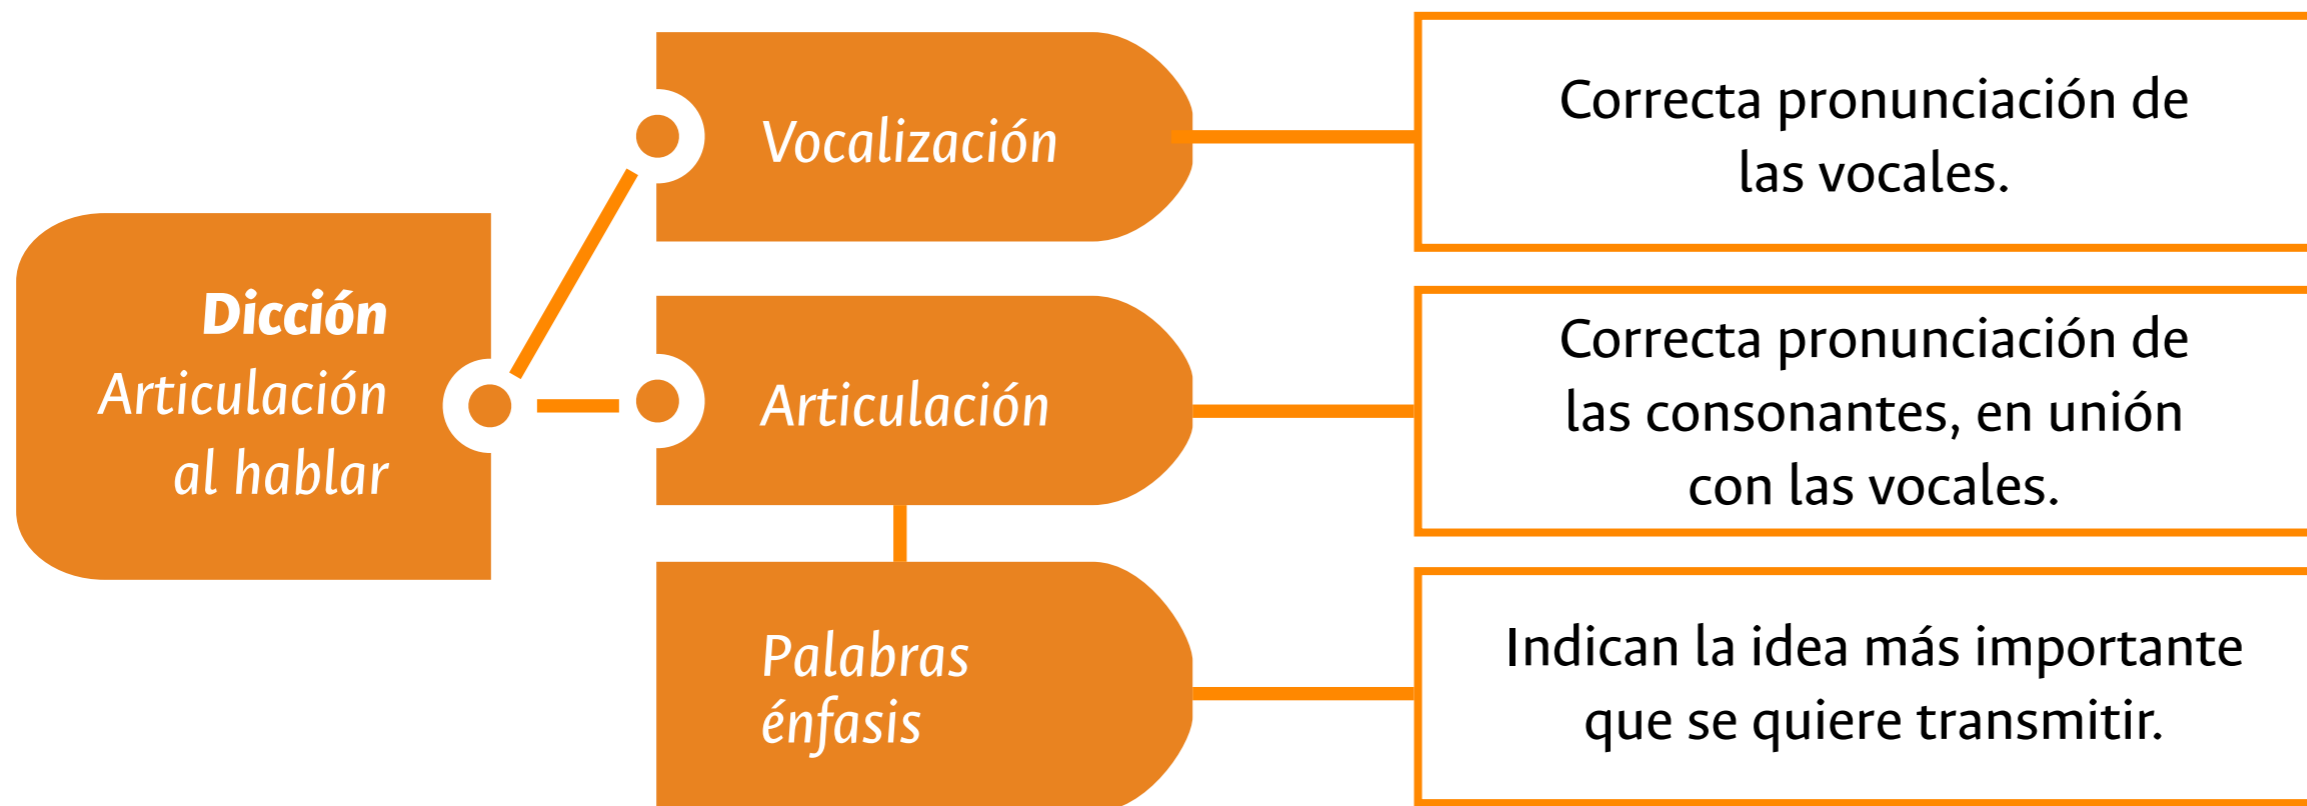 Dicción
Articulación
al hablar
Vocalización
Correcta pronunciación de
las vocales.
Articulación
Correcta pronunciación de
las consonantes, en unión
con las vocales.
Palabras
énfasis
Indican la idea más importante
que se quiere transmitir.